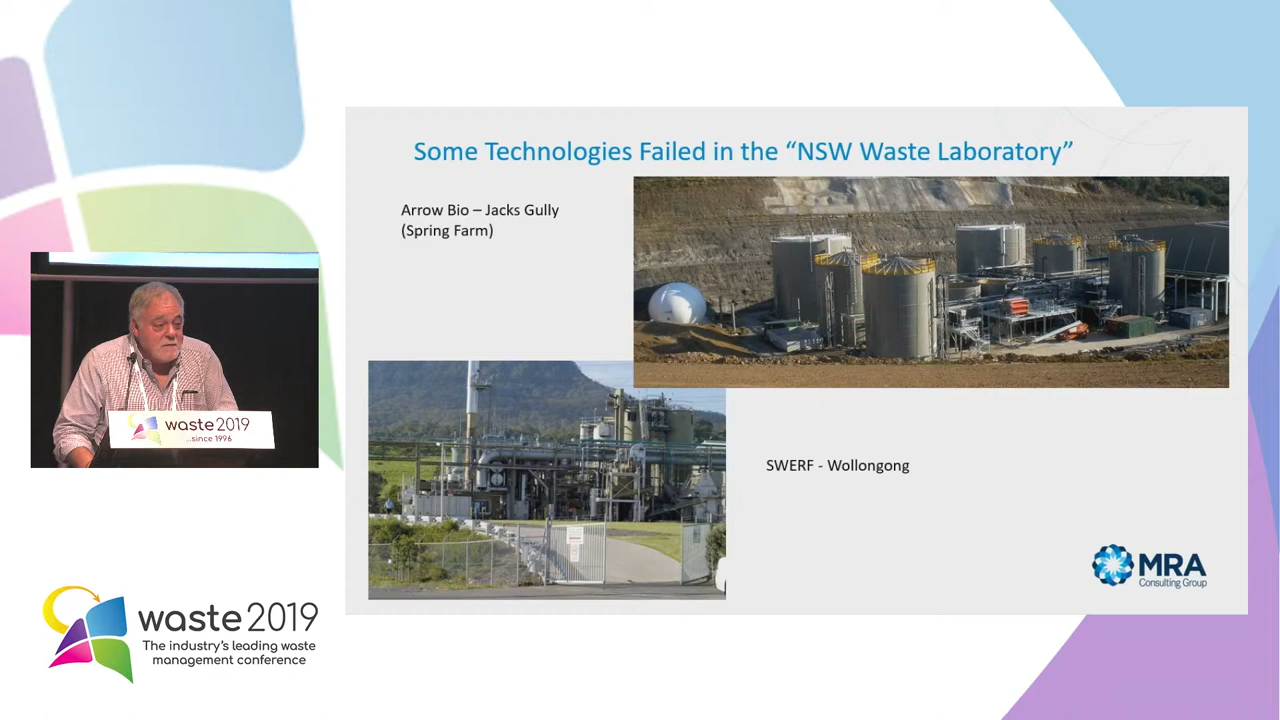 Some Technologies Failed in the “NSW Waste Laboratory”
Arrow Bio – Jacks Gully
(Spring Farm)
SWERF - Wollongong
MRA
Consulting Group
waste 2019
...since 1996
waste 2019
The industry's leading waste
management conference